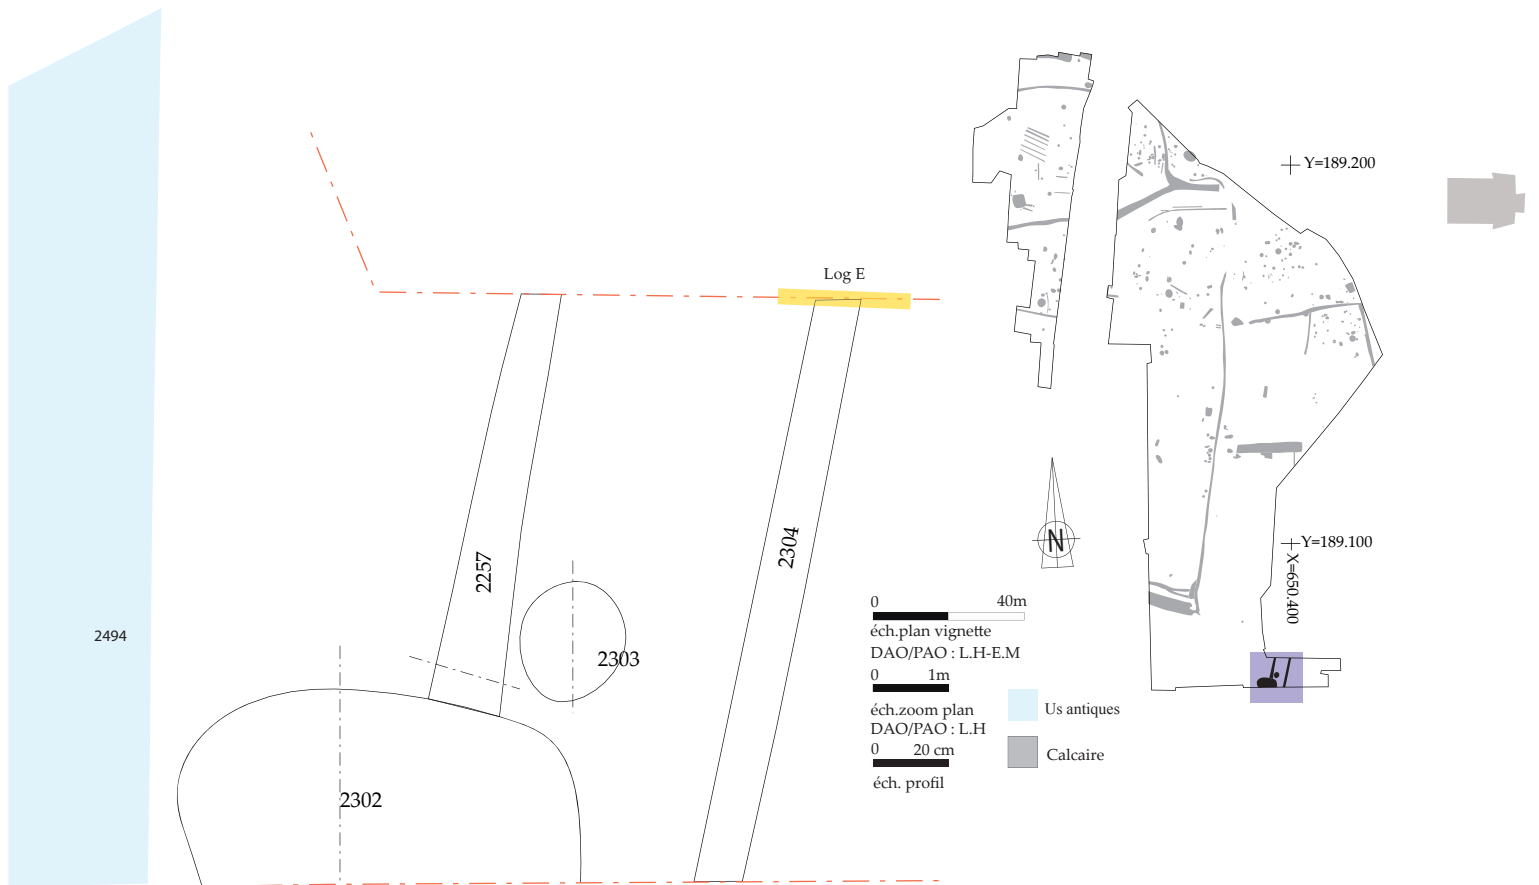 Log E
2257
2304
2303
2494
2302
Y=189.200
Y=189.100
X=650.400
N
0 40m
éch.plan vignette
DAO/PAO : L.H-E.M
0 1m
éch.zoom plan
DAO/PAO : L.H
0 20 cm
éch. profil
Us antiques
Calcaire